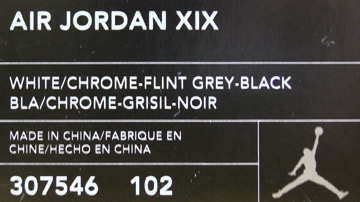 AIR JORDAN XIX
WHITE/CHROME-FLINT GREY-BLACK
BLA/CHROME-GRISIL-NOIR
MADE IN CHINA/FABRIQUE EN
CHINE/HECHO EN CHINA
307546 102